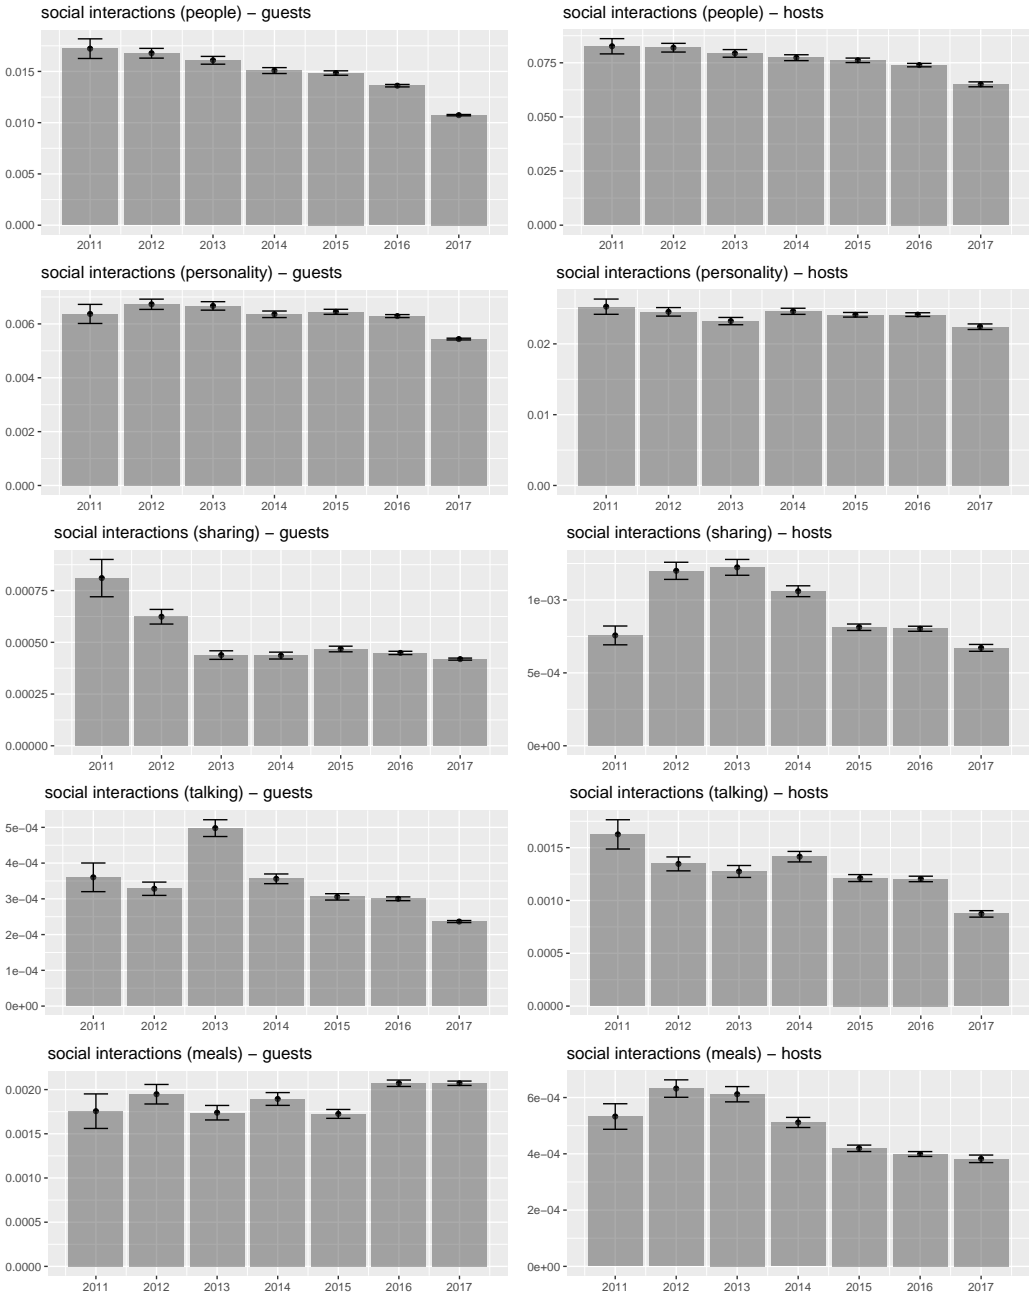 social interactions (people) – guests
0.015
0.010
0.005
0.000
2011 2012 2013 2014 2015 2016 2017
social interactions (people) – hosts
0.075
0.050
0.025
0.000
2011 2012 2013 2014 2015 2016 2017
social interactions (personality) – guests
0.006
0.004
0.002
0.000
2011 2012 2013 2014 2015 2016 2017
social interactions (personality) – hosts
0.02
0.01
0.00
2011 2012 2013 2014 2015 2016 2017
social interactions (sharing) – guests
0.00075
0.00050
0.00025
0.00000
2011 2012 2013 2014 2015 2016 2017
social interactions (sharing) – hosts
1e−03
5e−04
0e+00
2011 2012 2013 2014 2015 2016 2017
social interactions (talking) – guests
5e−04
4e−04
3e−04
2e−04
1e−04
0e+00
2011 2012 2013 2014 2015 2016 2017
social interactions (talking) – hosts
0.0015
0.0010
0.0005
0.0000
2011 2012 2013 2014 2015 2016 2017
social interactions (meals) – guests
0.0020
0.0015
0.0010
0.0005
0.0000
2011 2012 2013 2014 2015 2016 2017
social interactions (meals) – hosts
6e−04
4e−04
2e−04
0e+00
2011 2012 2013 2014 2015 2016 2017